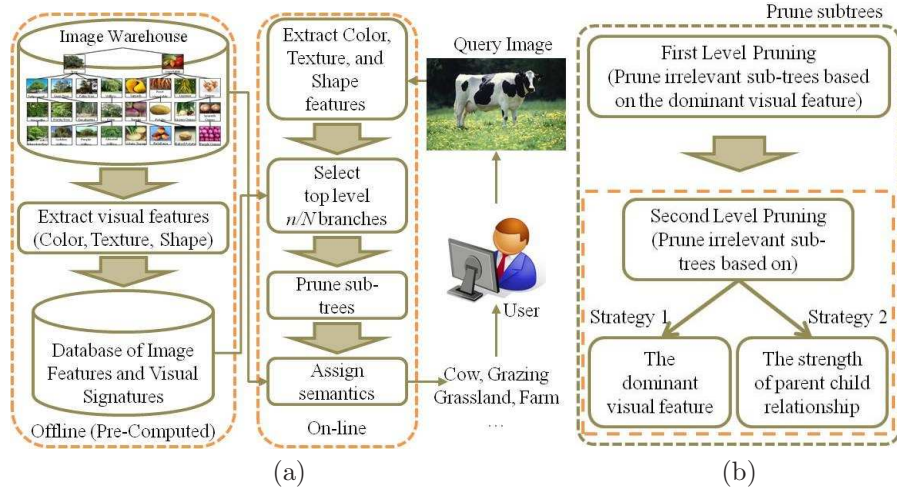 Image Warehouse
Extract visual features
(Color, Texture, Shape)
Database of Image
Features and Visual
Signatures
Offline (Pre-Computed)
Extract Color,
Texture, and
Shape
features
Select
top level
n/N branches
Prune sub-
trees
Assign
semantics
On-line
Query Image
User
Cow, Grazing
Grassland, Farm
...
(a)
Prune subtrees
First Level Pruning
(Prune irrelevant sub-trees based
on the dominant visual feature)
Second Level Pruning
(Prune irrelevant sub-
trees based on)
Strategy 1
Strategy 2
The
dominant
visual feature
The strength
of parent child
relationship
(b)